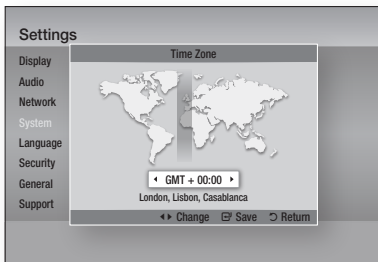 Settings
Display
Audio
Network
System
Language
Security
General
Support
Time Zone
GMT + 00:00
London, Lisbon, Casablanca
Change Save Return